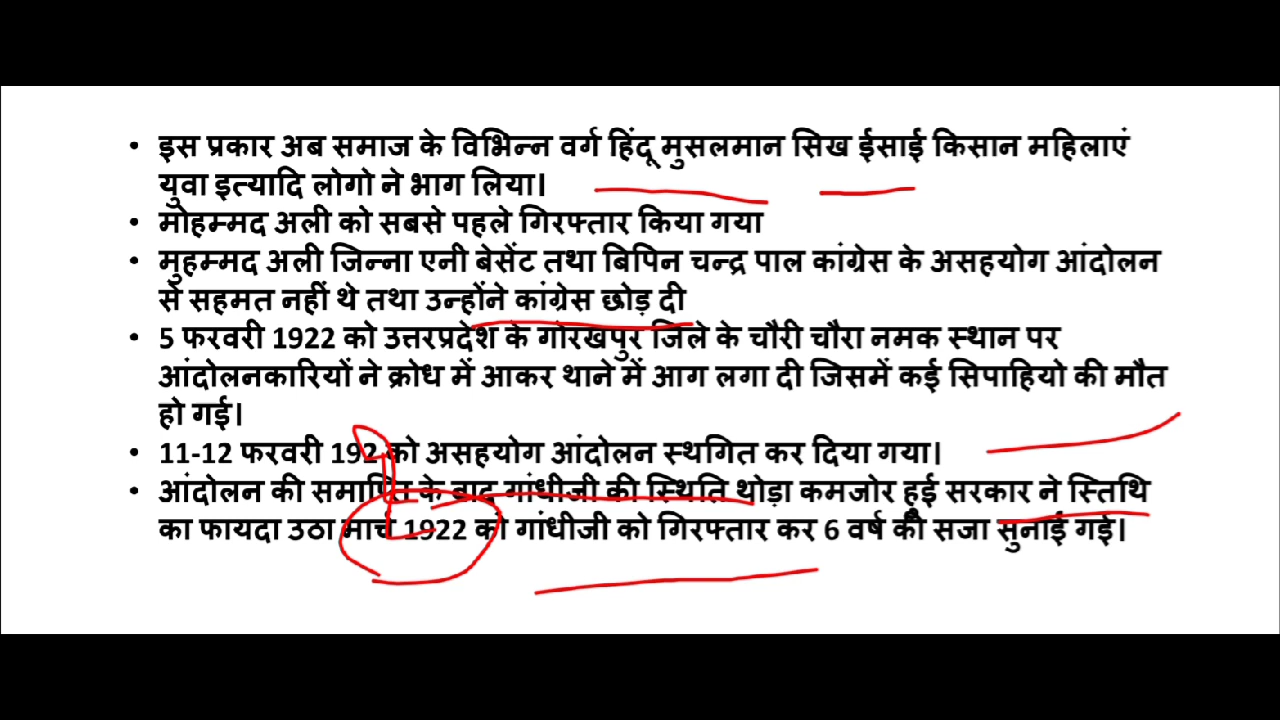 • इस प्रकार अब समाज के विभिन्न वर्ग हिंदू मुसलमान सिख ईसाई किसान महिलाएं
युवा इत्यादि लोगो ने भाग लिया।
• मोहम्मद अली को सबसे पहले गिरफ्तार किया गया
• मुहम्मद अली जिन्ना एनी बेसेंट तथा बिपिन चन्द्र पाल कांग्रेस के असहयोग आंदोलन
से सहमत नहीं थे तथा उन्होंने कांग्रेस छोड़ दी
• 5 फरवरी 1922 को उत्तरप्रदेश के गोरखपुर जिले के चौरी चौरा नमक स्थान पर
आंदोलनकारियों ने क्रोध में आकर थाने में आग लगा दी जिसमें कई सिपाहियो की मौत
हो गई।
• 11-12 फरवरी 192 को असहयोग आंदोलन स्थगित कर दिया गया।
• आंदोलन की समाप्ति के बाद गांधीजी की स्थिति थोड़ा कमजोर हुई सरकार ने स्तिथि
का फायदा उठा मार्च 1922 को गांधीजी को गिरफ्तार कर 6 वर्ष की सजा सुनाई गई।